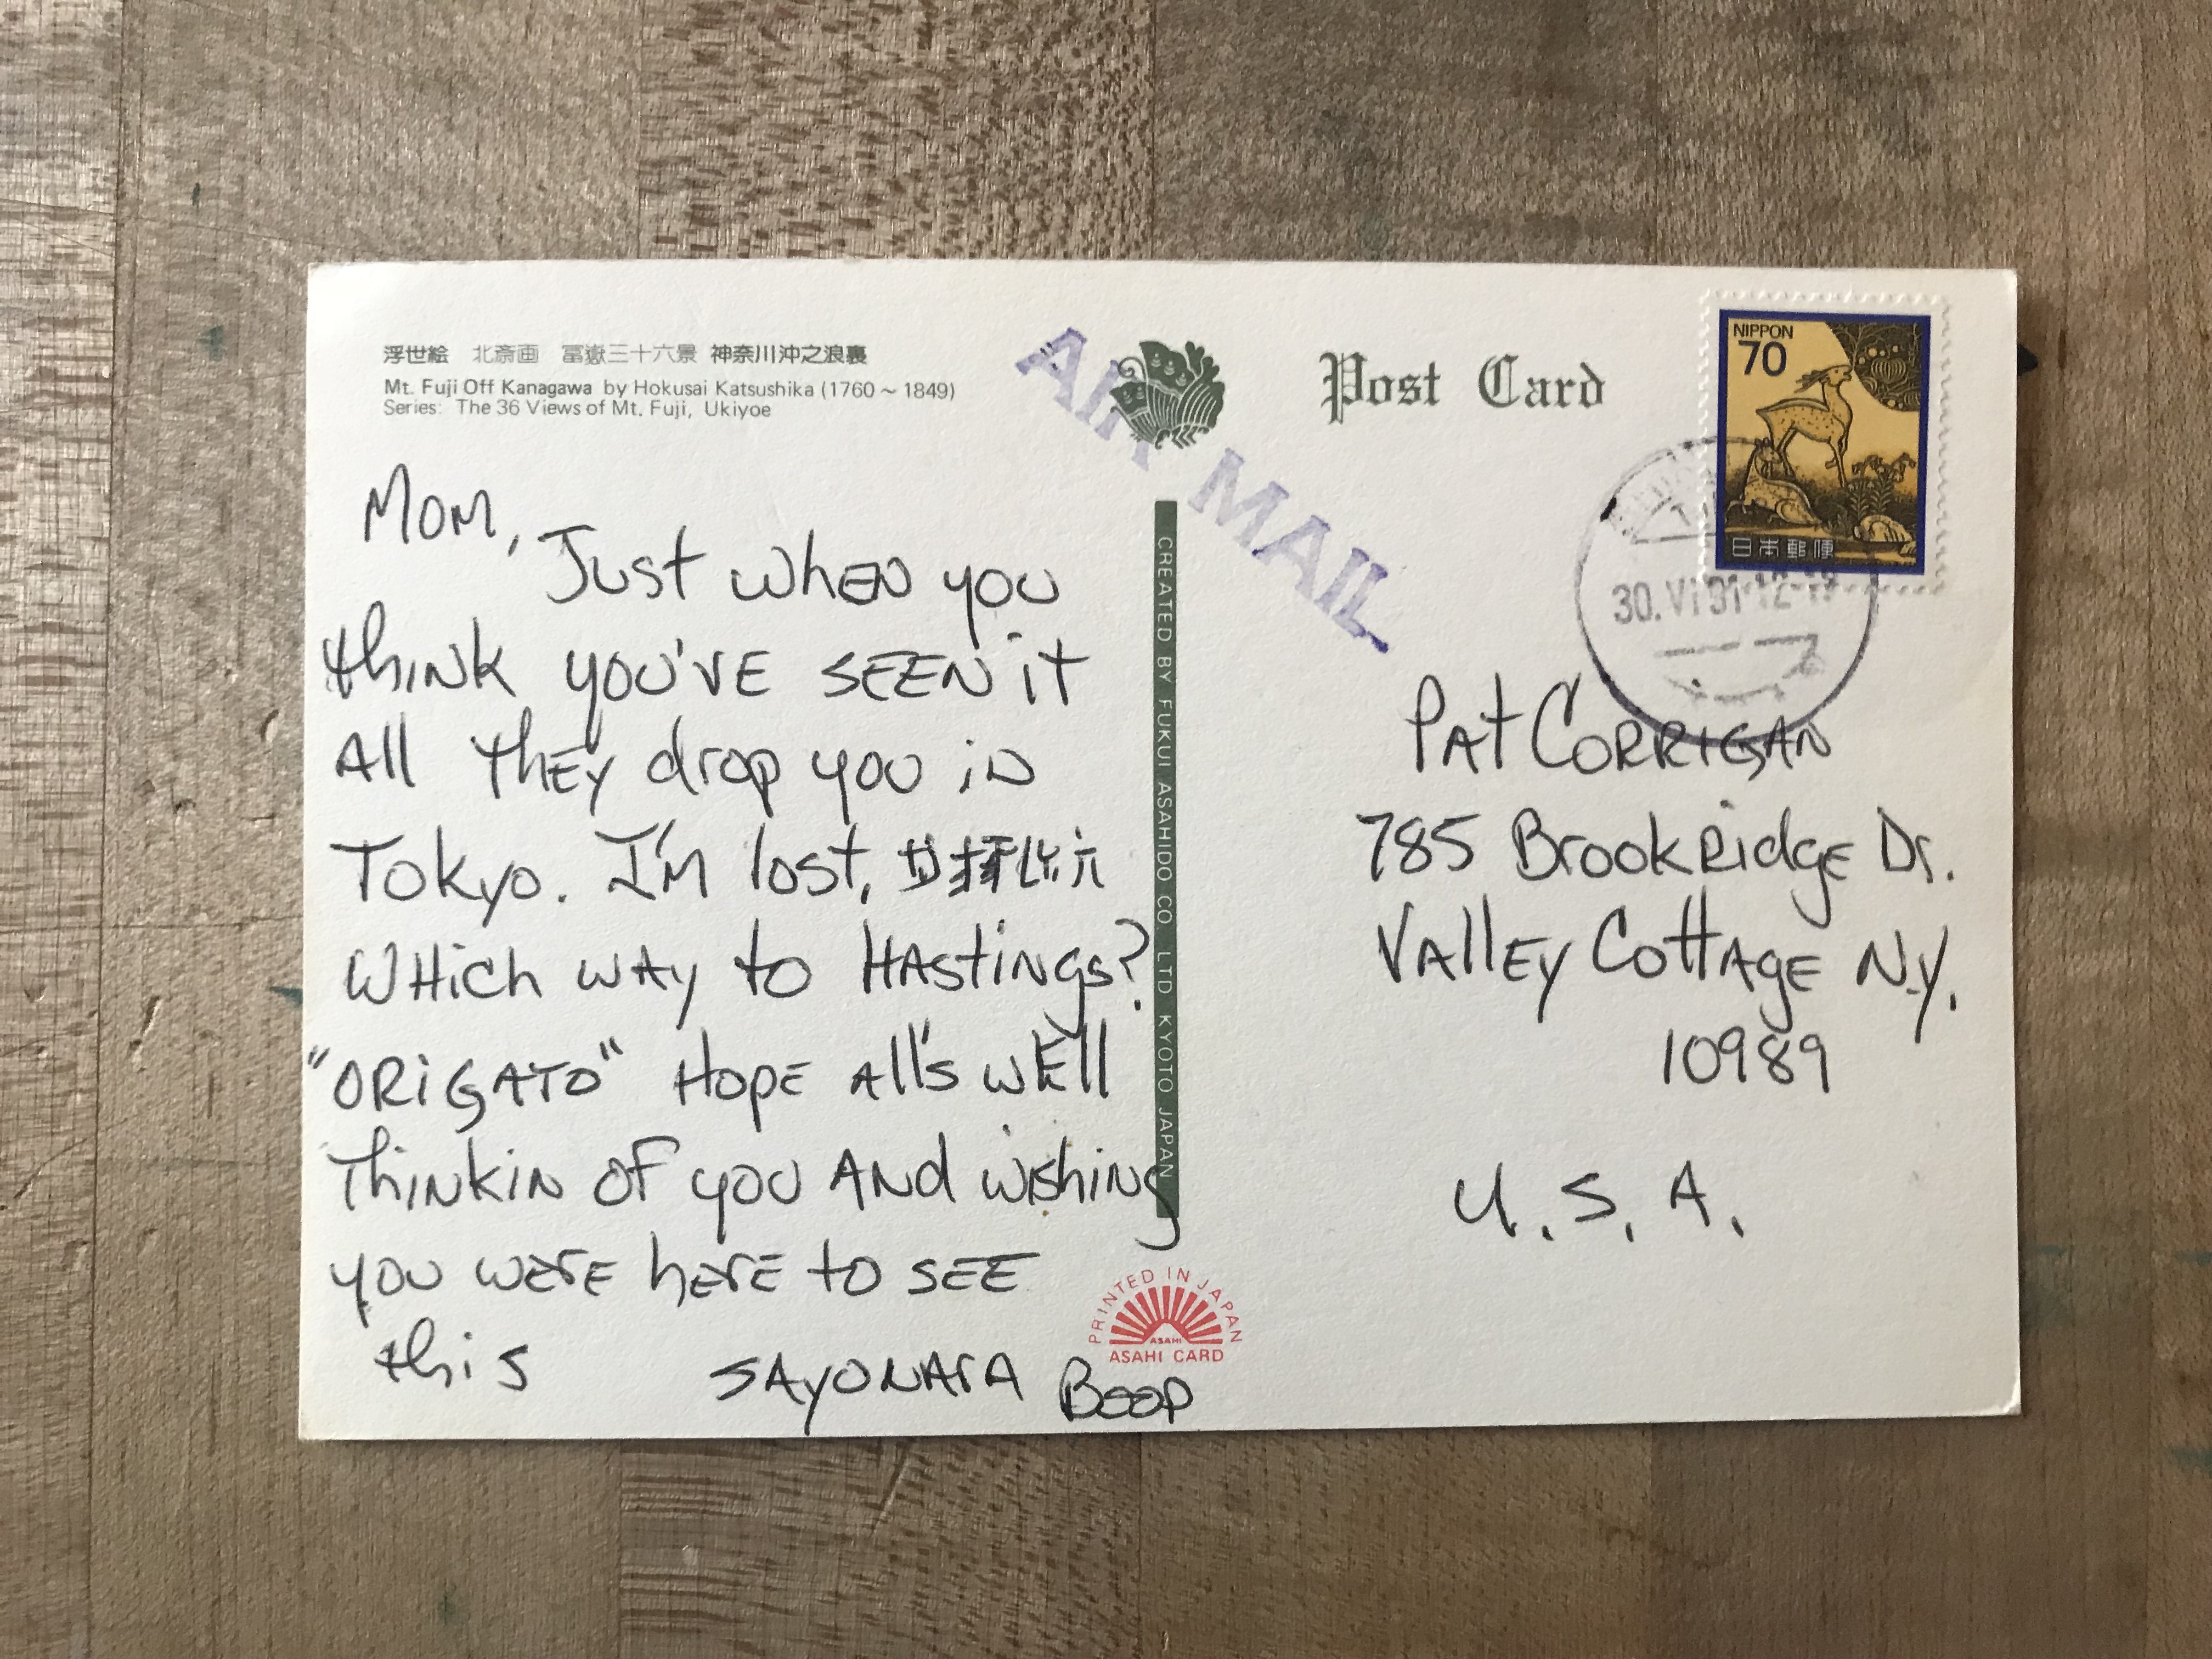 浮世絵 北斎画 冨嶽三十六景 神奈川沖之浪裏
Mt. Fuji Off Kanagawa by Hokusai Katsushika (1760~1849)
Series: The 36 Views of Mt. Fuji, Ukiyoe
AIR MAIL
Post Card
NIPPON
70
日本郵便
30.VI 91 12-
Mom,
Just when you
think you've SEEN it
All they drop you in
Tokyo. I'm lost,
Which way to Hastings?
"ORIGATO" Hope all's well
Thinkin of you And wishing
you were here to see
this
SAYONARA Boop
CREATED BY FUKUI ASAHIDO CO. LTD KYOTO JAPAN
PAT CORRIGAN
785 BrookRidge Dr.
Valley Cottage N.Y.
10989
U.S.A.
PRINTED IN JAPAN
ASAHI
ASAHI CARD